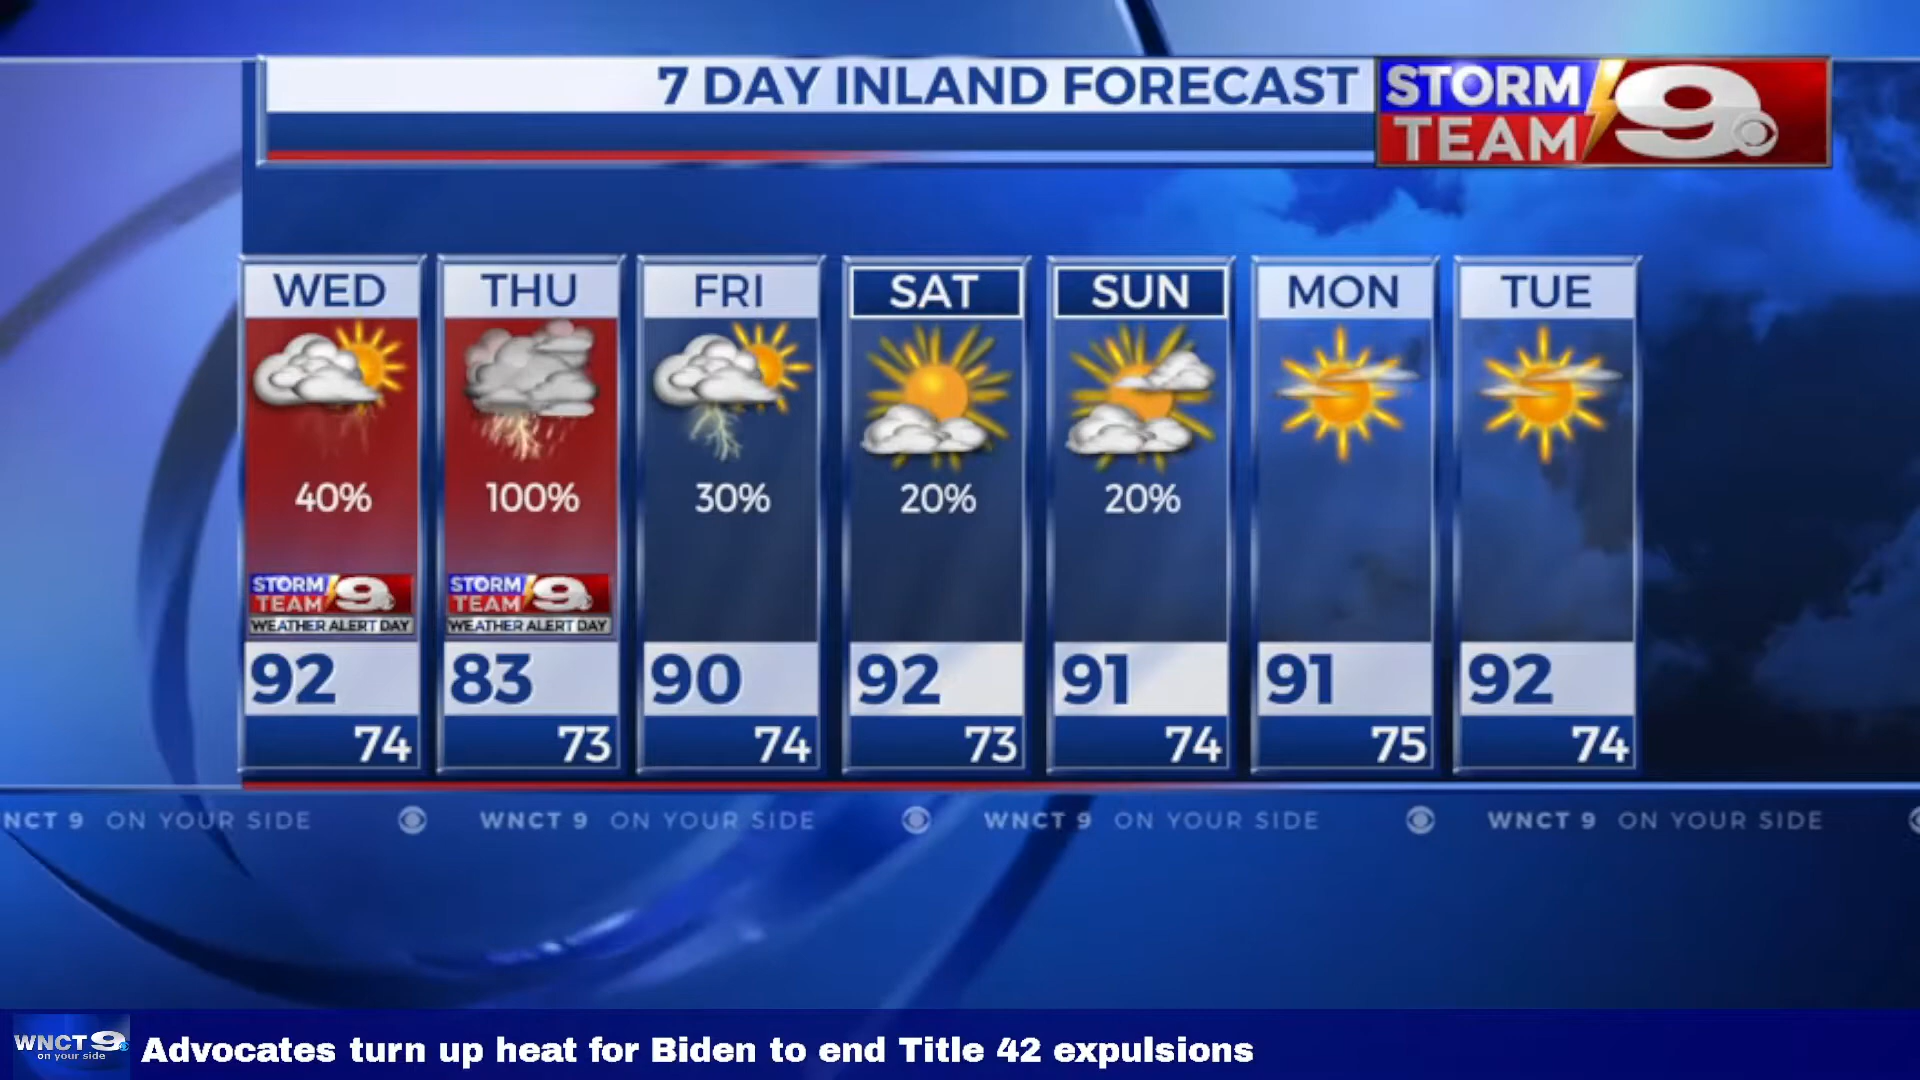 7 DAY INLAND FORECAST
STORM TEAM 9
WED THU FRI SAT SUN MON TUE
40% 100% 30% 20% 20%
STORM TEAM 9 STORM TEAM 9
WEATHER ALERT DAY WEATHER ALERT DAY
92 83 90 92 91 91 92
74 73 74 73 74 75 74
NCT 9 ON YOUR SIDE WNCT 9 ON YOUR SIDE WNCT 9 ON YOUR SIDE WNCT 9 ON YOUR SIDE
WNCT 9
on your side
Advocates turn up heat for Biden to end Title 42 expulsions